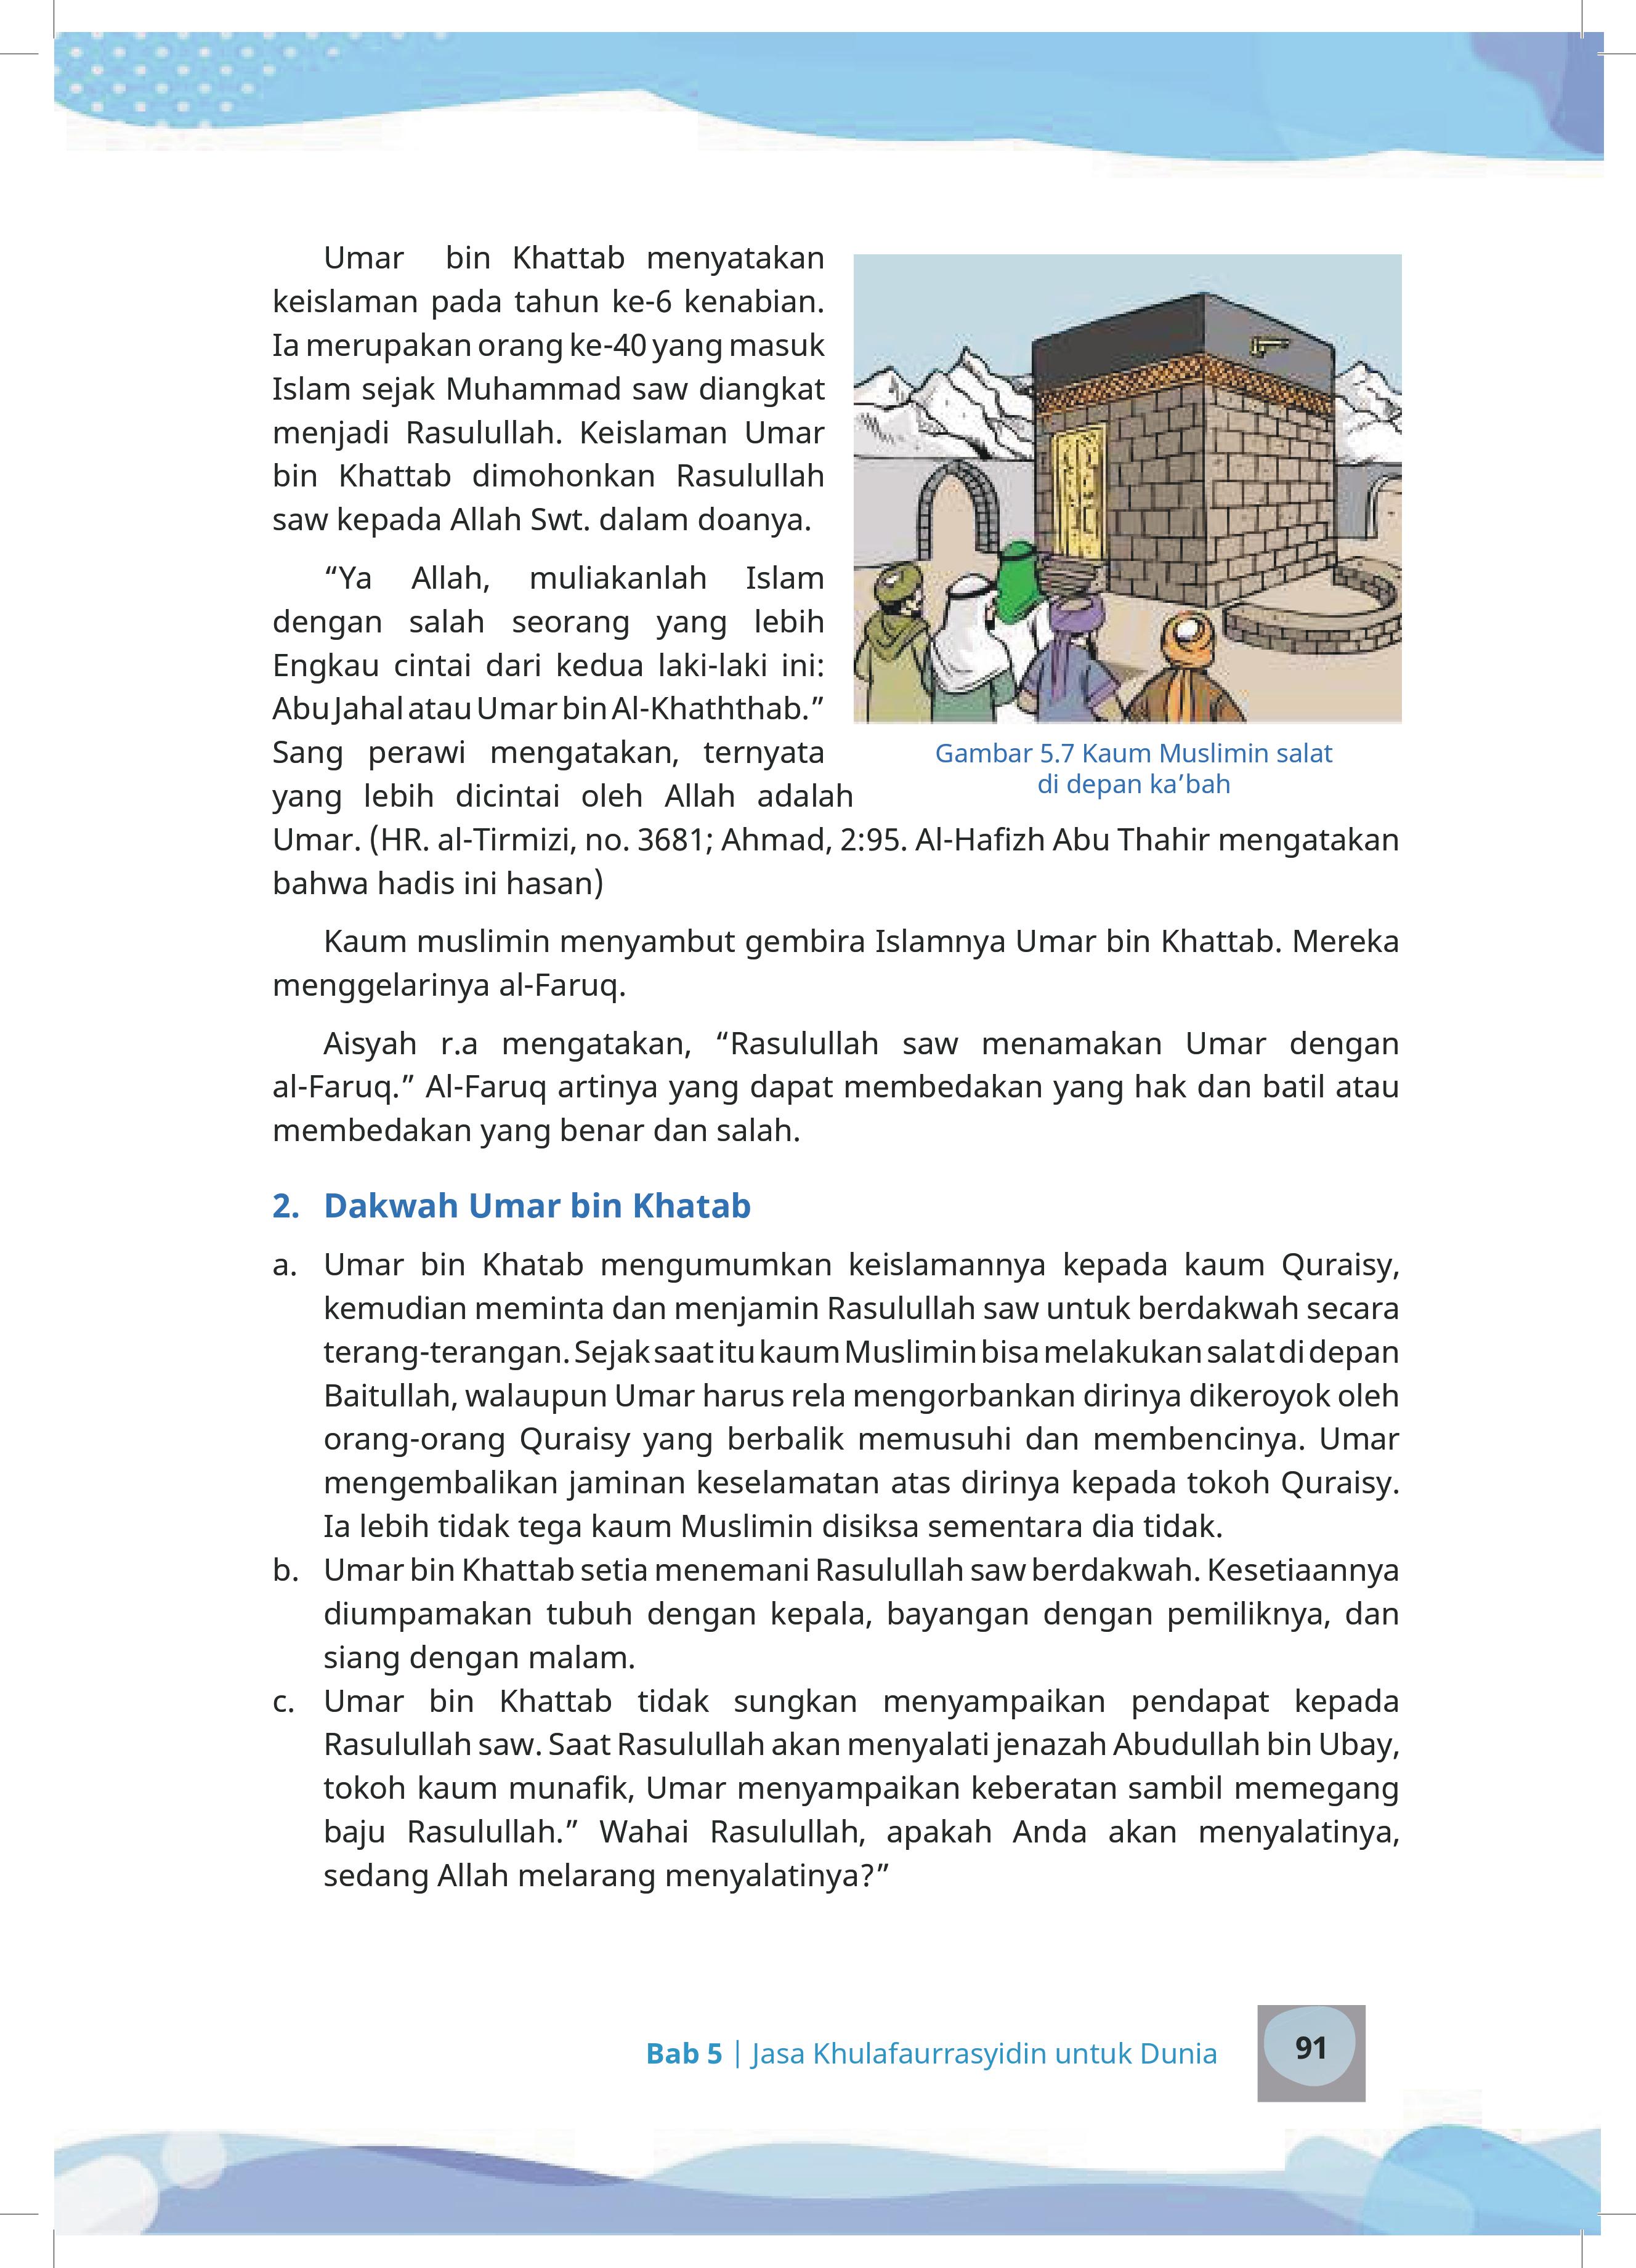 Umar bin Khattab menyatakan
keislaman pada tahun ke-6 kenabian.
Ia merupakan orang ke-40 yang masuk
Islam sejak Muhammad saw diangkat
menjadi Rasulullah. Keislaman Umar
bin Khattab dimohonkan Rasulullah
saw kepada Allah Swt. dalam doanya.
“Ya Allah, muliakanlah Islam
dengan salah seorang yang lebih
Engkau cintai dari kedua laki-laki ini:
Abu Jahal atau Umar bin Al-Khaththab.”
Sang perawi mengatakan, ternyata
yang lebih dicintai oleh Allah adalah
Umar. (HR. al-Tirmizi, no. 3681; Ahmad, 2:95. Al-Hafizh Abu Thahir mengatakan
bahwa hadis ini hasan)
Gambar 5.7 Kaum Muslimin salat
di depan ka’bah
Kaum muslimin menyambut gembira Islamnya Umar bin Khattab. Mereka
menggelarinya al-Faruq.
Aisyah r.a mengatakan, “Rasulullah saw menamakan Umar dengan
al-Faruq.” Al-Faruq artinya yang dapat membedakan yang hak dan batil atau
membedakan yang benar dan salah.
2. Dakwah Umar bin Khatab
a. Umar bin Khatab mengumumkan keislamannya kepada kaum Quraisy,
kemudian meminta dan menjamin Rasulullah saw untuk berdakwah secara
terang-terangan. Sejak saat itu kaum Muslimin bisa melakukan salat di depan
Baitullah, walaupun Umar harus rela mengorbankan dirinya dikeroyok oleh
orang-orang Quraisy yang berbalik memusuhi dan membencinya. Umar
mengembalikan jaminan keselamatan atas dirinya kepada tokoh Quraisy.
Ia lebih tidak tega kaum Muslimin disiksa sementara dia tidak.
b. Umar bin Khattab setia menemani Rasulullah saw berdakwah. Kesetiaannya
diumpamakan tubuh dengan kepala, bayangan dengan pemiliknya, dan
siang dengan malam.
c. Umar bin Khattab tidak sungkan menyampaikan pendapat kepada
Rasulullah saw. Saat Rasulullah akan menyalati jenazah Abudullah bin Ubay,
tokoh kaum munafik, Umar menyampaikan keberatan sambil memegang
baju Rasulullah.” Wahai Rasulullah, apakah Anda akan menyalatinya,
sedang Allah melarang menyalatinya?”
Bab 5 | Jasa Khulafaurrasyidin untuk Dunia
91